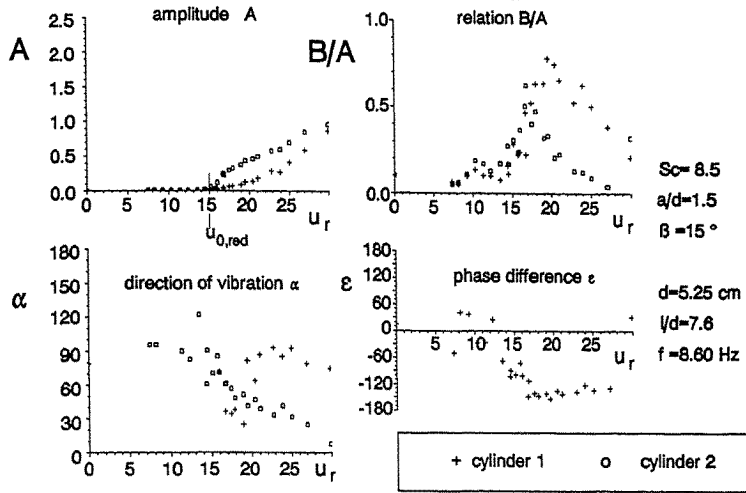 amplitude A
A
2.5
2.0
1.5
1.0
0.5
0.0
0 5 10 15 20 25 u r
u 0,red
relation B/A
B/A
1.0
0.5
0.0
0 5 10 15 20 25 u r
Sc= 8.5
a/d=1.5
ß =15 °
d=5.25 cm
l/d=7.6
f =8.60 Hz
direction of vibration α
α
180
150
120
90
60
30
0
0 5 10 15 20 25 u r
phase difference ε
ε
180
120
60
0
-60
-120
-180
5 10 15 20 25 u r
+ cylinder 1 o cylinder 2